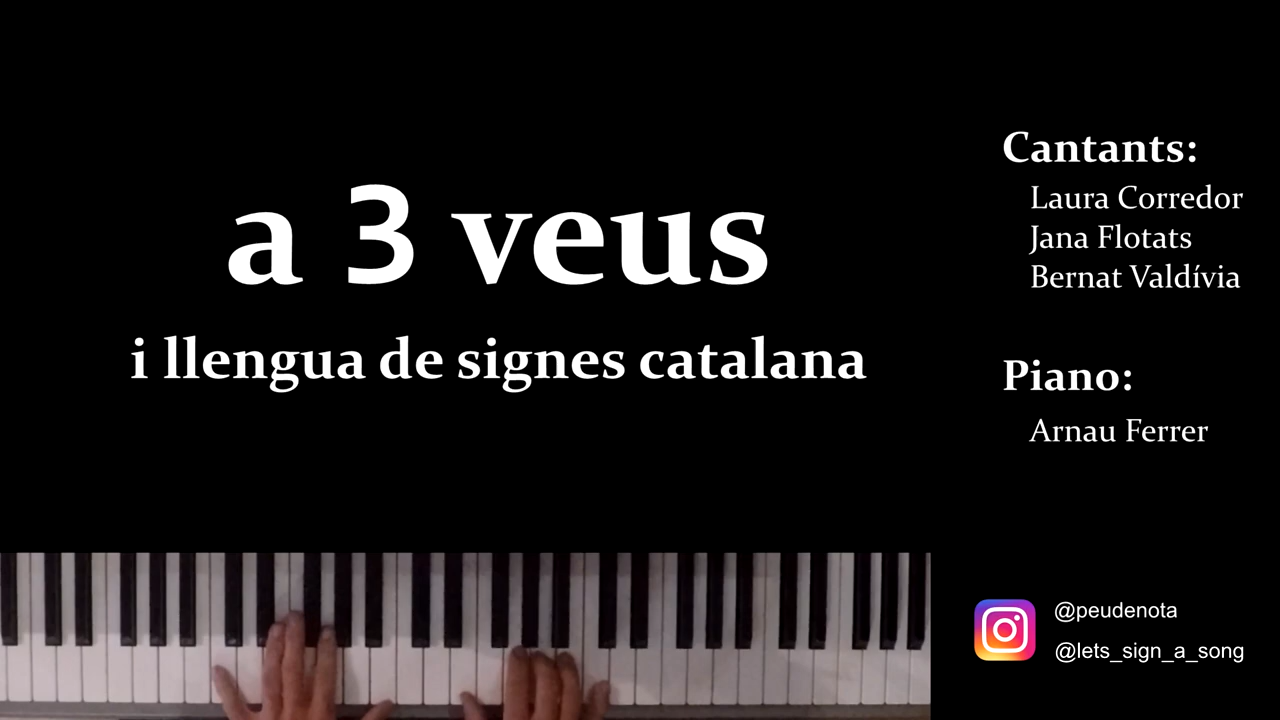 a 3 veus
i llengua de signes catalana
Cantants:
Laura Corredor
Jana Flotats
Bernat Valdívia
Piano:
Arnau Ferrer
@peudenota
@lets_sign_a_song